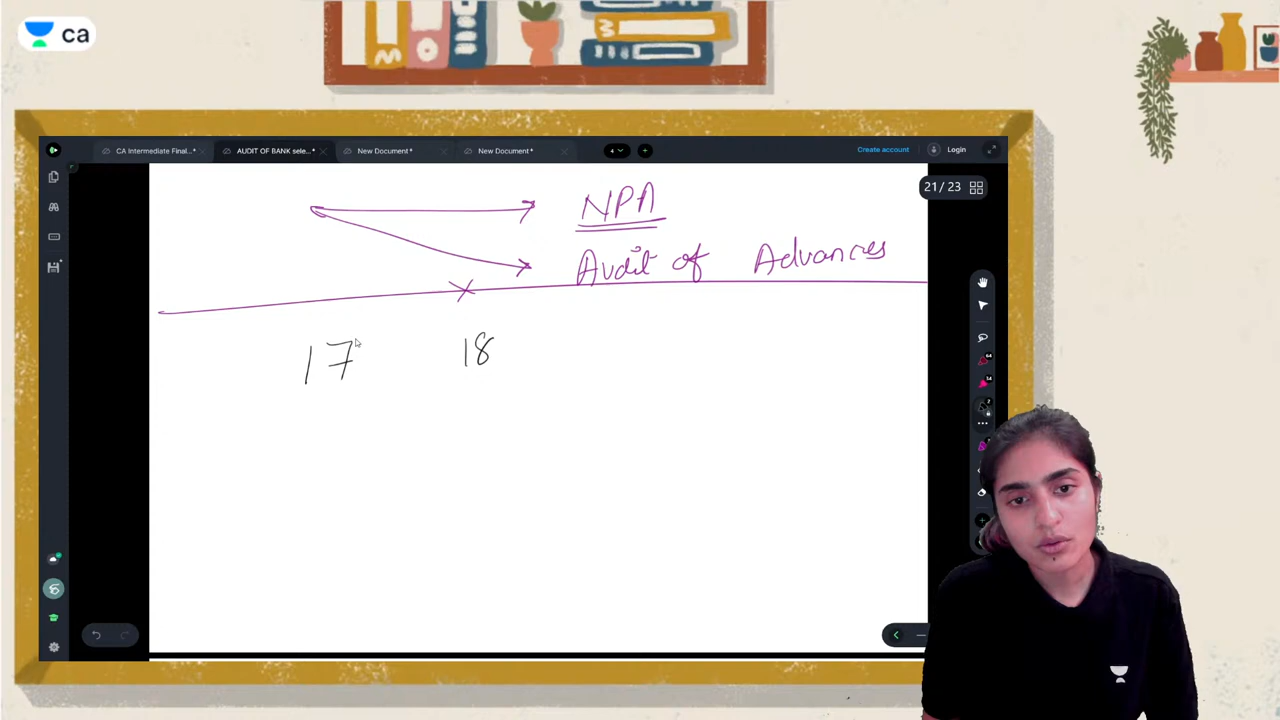 ca
CA Intermediate Final...*
AUDIT OF BANK sele...*
New Document*
New Document*
4
Create account
Login
21 / 23
NPA
Audit of Advances
17 18